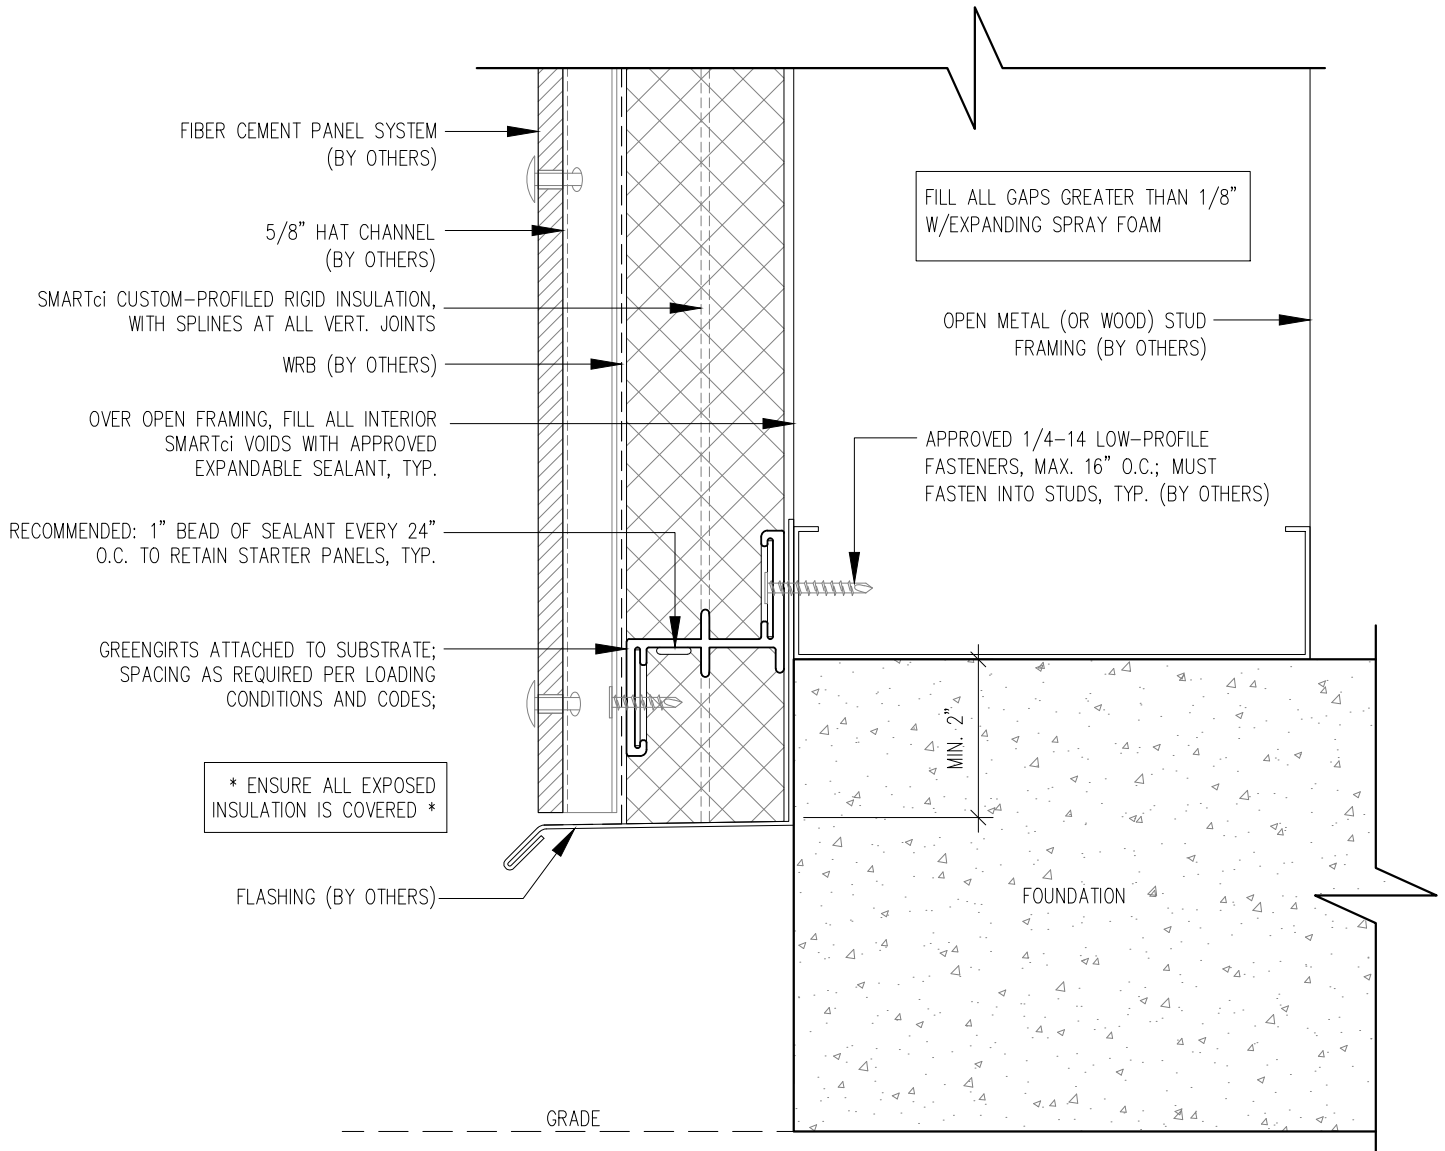 FIBER CEMENT PANEL SYSTEM
(BY OTHERS)
5/8" HAT CHANNEL
(BY OTHERS)
SMARTci CUSTOM-PROFILED RIGID INSULATION,
WITH SPLINES AT ALL VERT. JOINTS
WRB (BY OTHERS)
OVER OPEN FRAMING, FILL ALL INTERIOR
SMARTci VOIDS WITH APPROVED
EXPANDABLE SEALANT, TYP.
RECOMMENDED: 1" BEAD OF SEALANT EVERY 24"
O.C. TO RETAIN STARTER PANELS, TYP.
GREENGIRTS ATTACHED TO SUBSTRATE;
SPACING AS REQUIRED PER LOADING
CONDITIONS AND CODES;
* ENSURE ALL EXPOSED
INSULATION IS COVERED *
FLASHING (BY OTHERS)
FILL ALL GAPS GREATER THAN 1/8"
W/EXPANDING SPRAY FOAM
OPEN METAL (OR WOOD) STUD
FRAMING (BY OTHERS)
APPROVED 1/4-14 LOW-PROFILE
FASTENERS, MAX. 16" O.C.; MUST
FASTEN INTO STUDS, TYP. (BY OTHERS)
MIN. 2"
FOUNDATION
GRADE